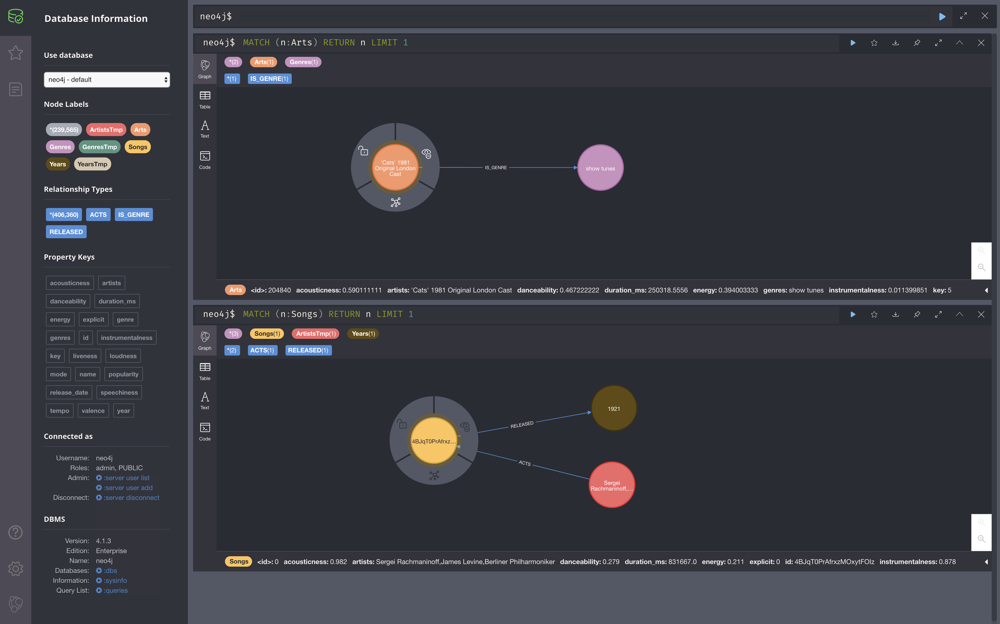 Database Information
Use database
neo4j - default
Node Labels
*(239,565) ArtistsTmp Arts
Genres GenresTmp Songs
Years YearsTmp
Relationship Types
*(406,360) ACTS IS_GENRE
RELEASED
Property Keys
acousticness artists
danceability duration_ms
energy explicit genre
genres id instrumentalness
key liveness loudness
mode name popularity
release_date speechiness
tempo valence year
Connected as
Username: neo4j
Roles: admin, PUBLIC
Admin: :server user list
:server user add
Disconnect: :server disconnect
DBMS
Version: 4.1.3
Edition: Enterprise
Name: neo4j
Databases: :dbs
Information: :sysinfo
Query List: :queries
neo4j$
neo4j$ MATCH (n:Arts) RETURN n LIMIT 1
Graph
Table
Text
Code
*(2) Arts(1) Genres(1)
*(1) IS_GENRE(1)
'Cats' 1981
Original London
Cast
IS_GENRE
show tunes
Arts <id>: 204840 acousticness: 0.590111111 artists: 'Cats' 1981 Original London Cast danceability: 0.467222222 duration_ms: 250318.5556 energy: 0.394003333 genres: show tunes instrumentalness: 0.011399851 key: 5
neo4j$ MATCH (n:Songs) RETURN n LIMIT 1
Graph
Table
Text
Code
*(3) Songs(1) ArtistsTmp(1) Years(1)
*(2) ACTS(1) RELEASED(1)
1921
RELEASED
4BJqT0PrAfrxz...
ACTS
Sergei
Rachmaninoff,...
Songs <id>: 0 acousticness: 0.982 artists: Sergei Rachmaninoff,James Levine,Berliner Philharmoniker danceability: 0.279 duration_ms: 831667.0 energy: 0.211 explicit: 0 id: 4BJqT0PrAfrxzMOxytFOIz instrumentalness: 0.878